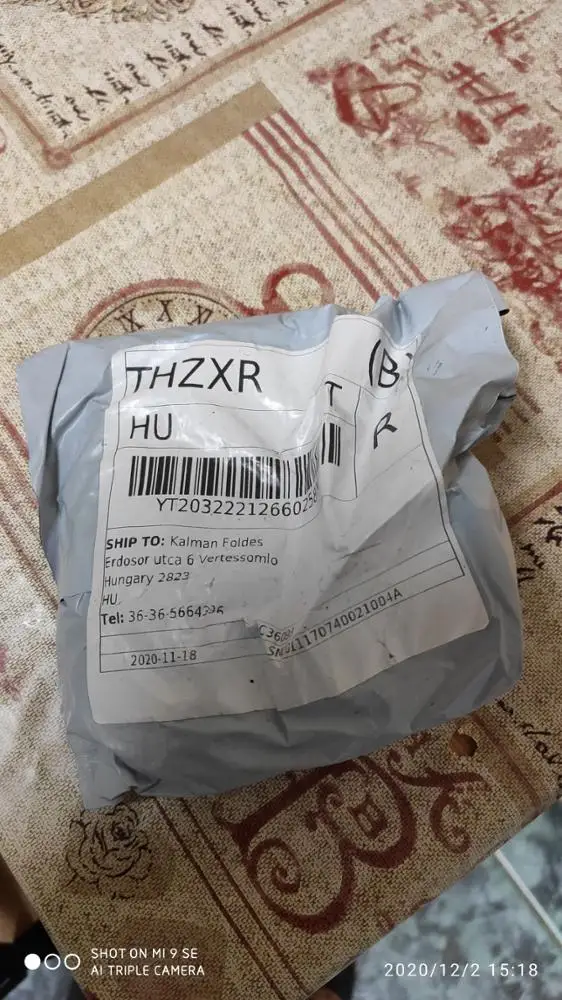 THZXR
(B
T
HU
R
SHIP TO: Kalman Foldes
Erdosor utca 6 Vertessomlo
Hungary 2823
HU
Tel:
2020-11-18
SHOT ON MI 9 SE
AI TRIPLE CAMERA
2020/12/2 15:18